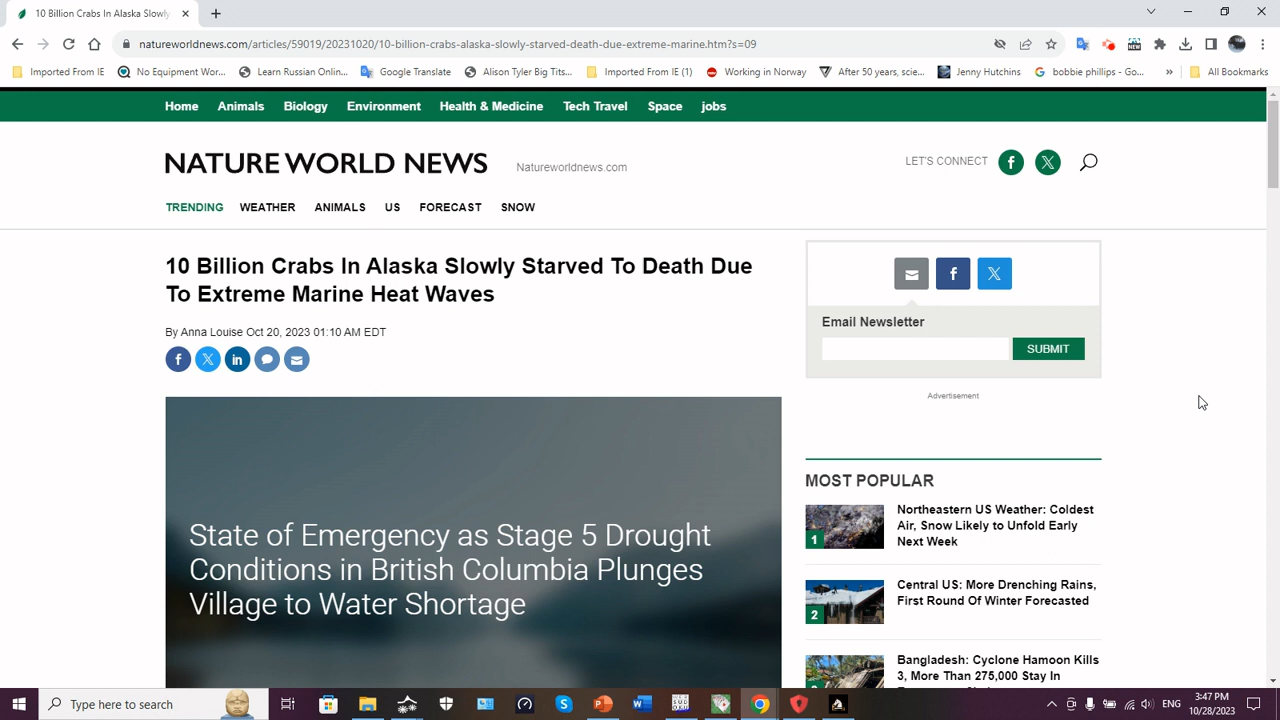 10 Billion Crabs In Alaska Slowly
natureworldnews.com/articles/59019/20231020/10-billion-crabs-alaska-slowly-starved-death-due-extreme-marine.htm?s=09
Imported From IE No Equipment Wor... Learn Russian Online... Google Translate Alison Tyler Big Tits... Imported From IE (1) Working in Norway After 50 years, scie... Jenny Hutchins bobbie phillips - Go... » All Bookmarks
Home Animals Biology Environment Health & Medicine Tech Travel Space jobs
NATURE WORLD NEWS Natureworldnews.com LET'S CONNECT
TRENDING WEATHER ANIMALS US FORECAST SNOW
10 Billion Crabs In Alaska Slowly Starved To Death Due
To Extreme Marine Heat Waves
By Anna Louise Oct 20, 2023 01:10 AM EDT
State of Emergency as Stage 5 Drought
Conditions in British Columbia Plunges
Village to Water Shortage
Email Newsletter
SUBMIT
Advertisement
MOST POPULAR
1
Northeastern US Weather: Coldest
Air, Snow Likely to Unfold Early
Next Week
2
Central US: More Drenching Rains,
First Round Of Winter Forecasted
Bangladesh: Cyclone Hamoon Kills
3, More Than 275,000 Stay In
Type here to search
ENG
3:47 PM
10/28/2023